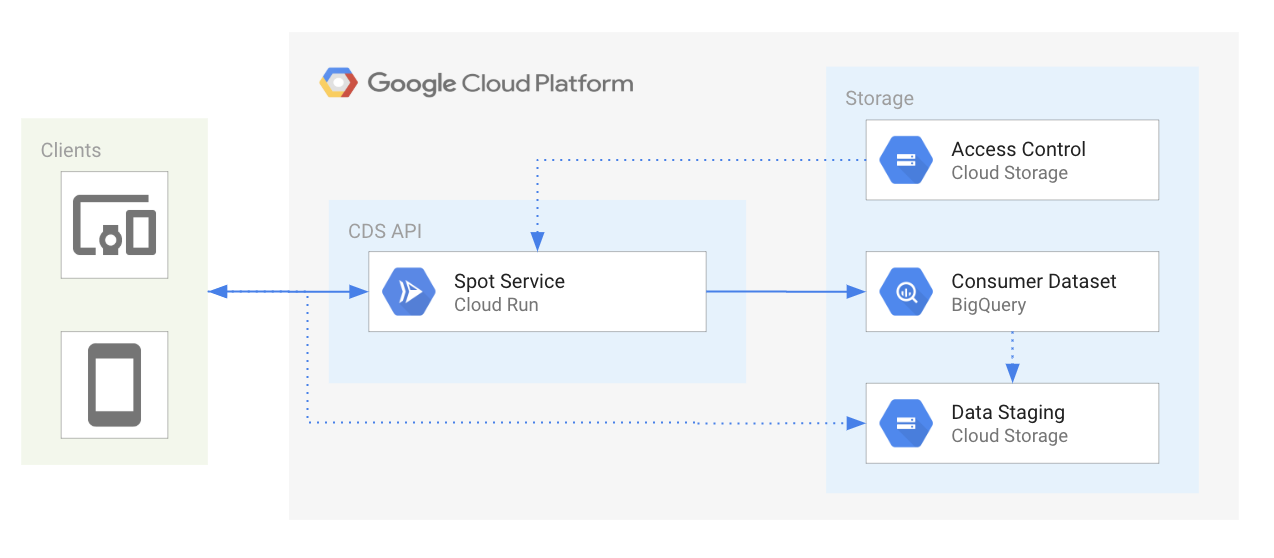 Google Cloud Platform
Clients
CDS API
Spot Service
Cloud Run
Storage
Access Control
Cloud Storage
Consumer Dataset
BigQuery
Data Staging
Cloud Storage